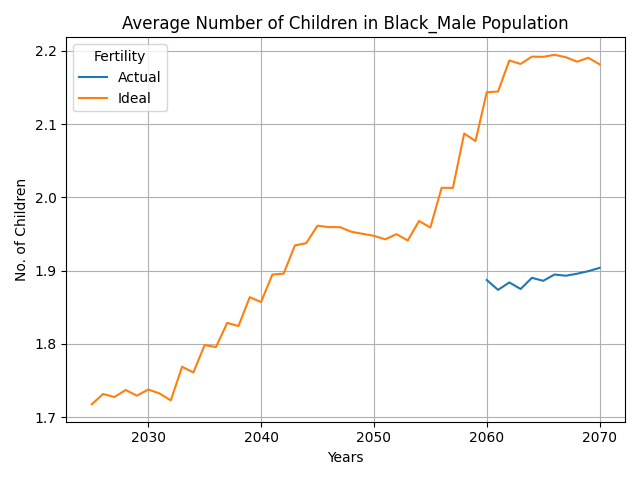 Average Number of Children in Black_Male Population
Fertility
Actual
Ideal
No. of Children
2.2
2.1
2.0
1.9
1.8
1.7
2030 2040 2050 2060 2070
Years